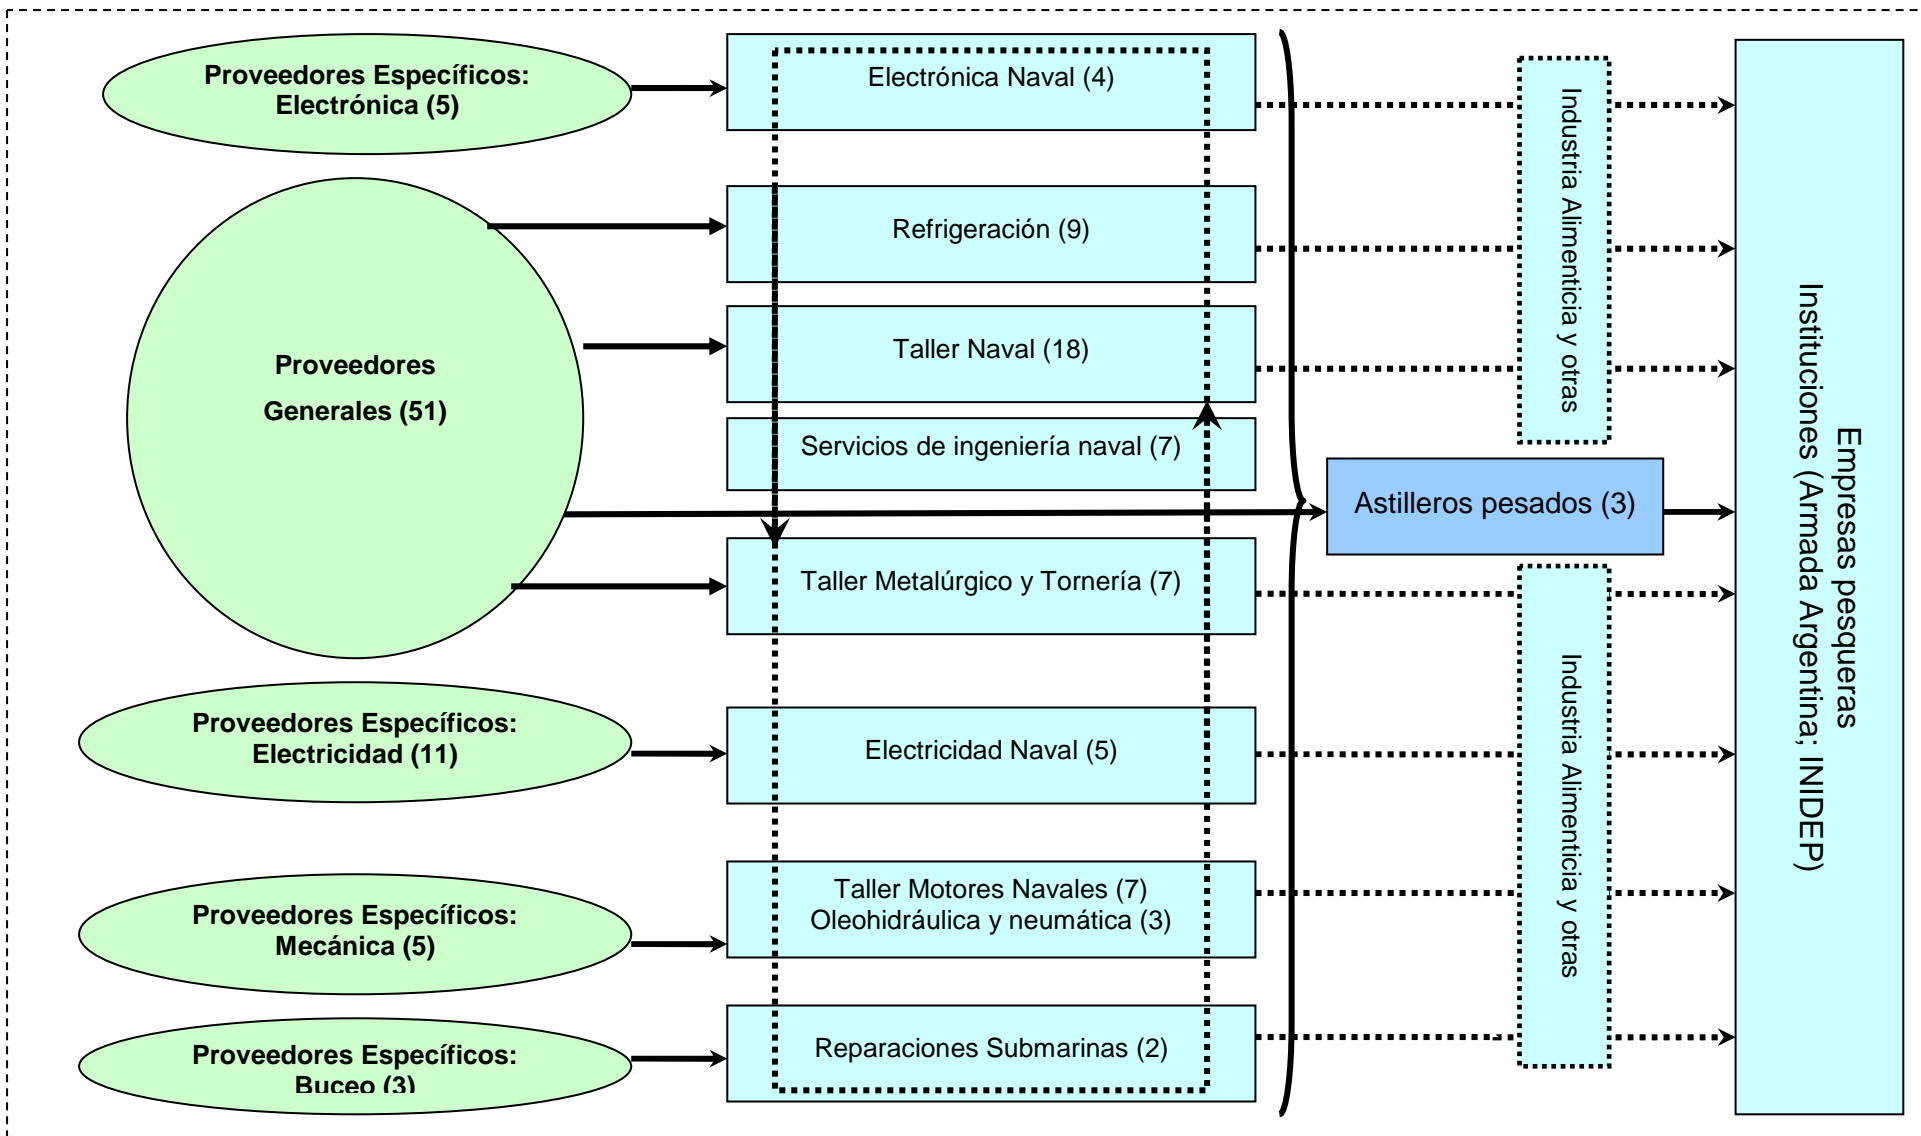 Proveedores Específicos:
Electrónica (5)
Electrónica Naval (4)
Proveedores
Generales (51)
Refrigeración (9)
Taller Naval (18)
Servicios de ingeniería naval (7)
Taller Metalúrgico y Tornería (7)
Astilleros pesados (3)
Industria Alimenticia y otras
Industria Alimenticia y otras
Empresas pesqueras
Instituciones (Armada Argentina; INIDEP)
Proveedores Específicos:
Electricidad (11)
Electricidad Naval (5)
Proveedores Específicos:
Mecánica (5)
Taller Motores Navales (7)
Oleohidráulica y neumática (3)
Proveedores Específicos:
Buceo (3)
Reparaciones Submarinas (2)